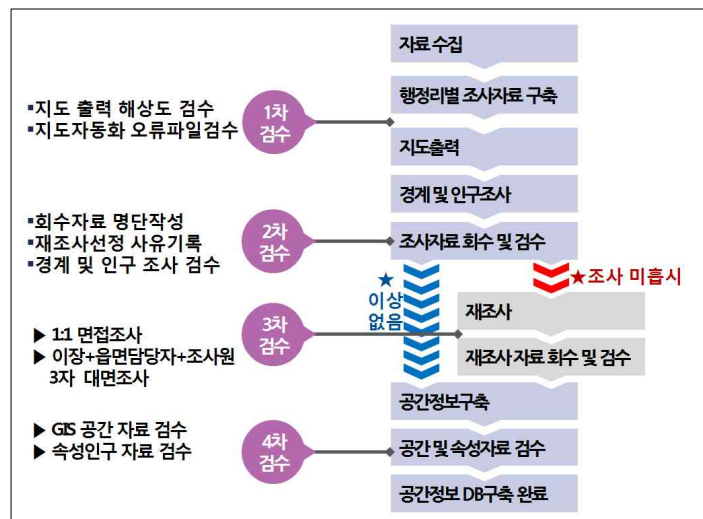 자료 수집
행정리별 조사자료 구축
▪지도 출력 해상도 검수
▪지도자동화 오류파일검수
1차
검수
지도출력
경계 및 인구조사
▪회수자료 명단작성
▪재조사선정 사유기록
▪경계 및 인구 조사 검수
2차
검수
조사자료 회수 및 검수
★
이상
없음
★조사 미흡시
▶ 1:1 면접조사
▶ 이장+읍면담당자+조사원
3자 대면조사
3차
검수
재조사
재조사 자료 회수 및 검수
공간정보구축
▶ GIS 공간 자료 검수
▶ 속성인구 자료 검수
4차
검수
공간 및 속성자료 검수
공간정보 DB구축 완료